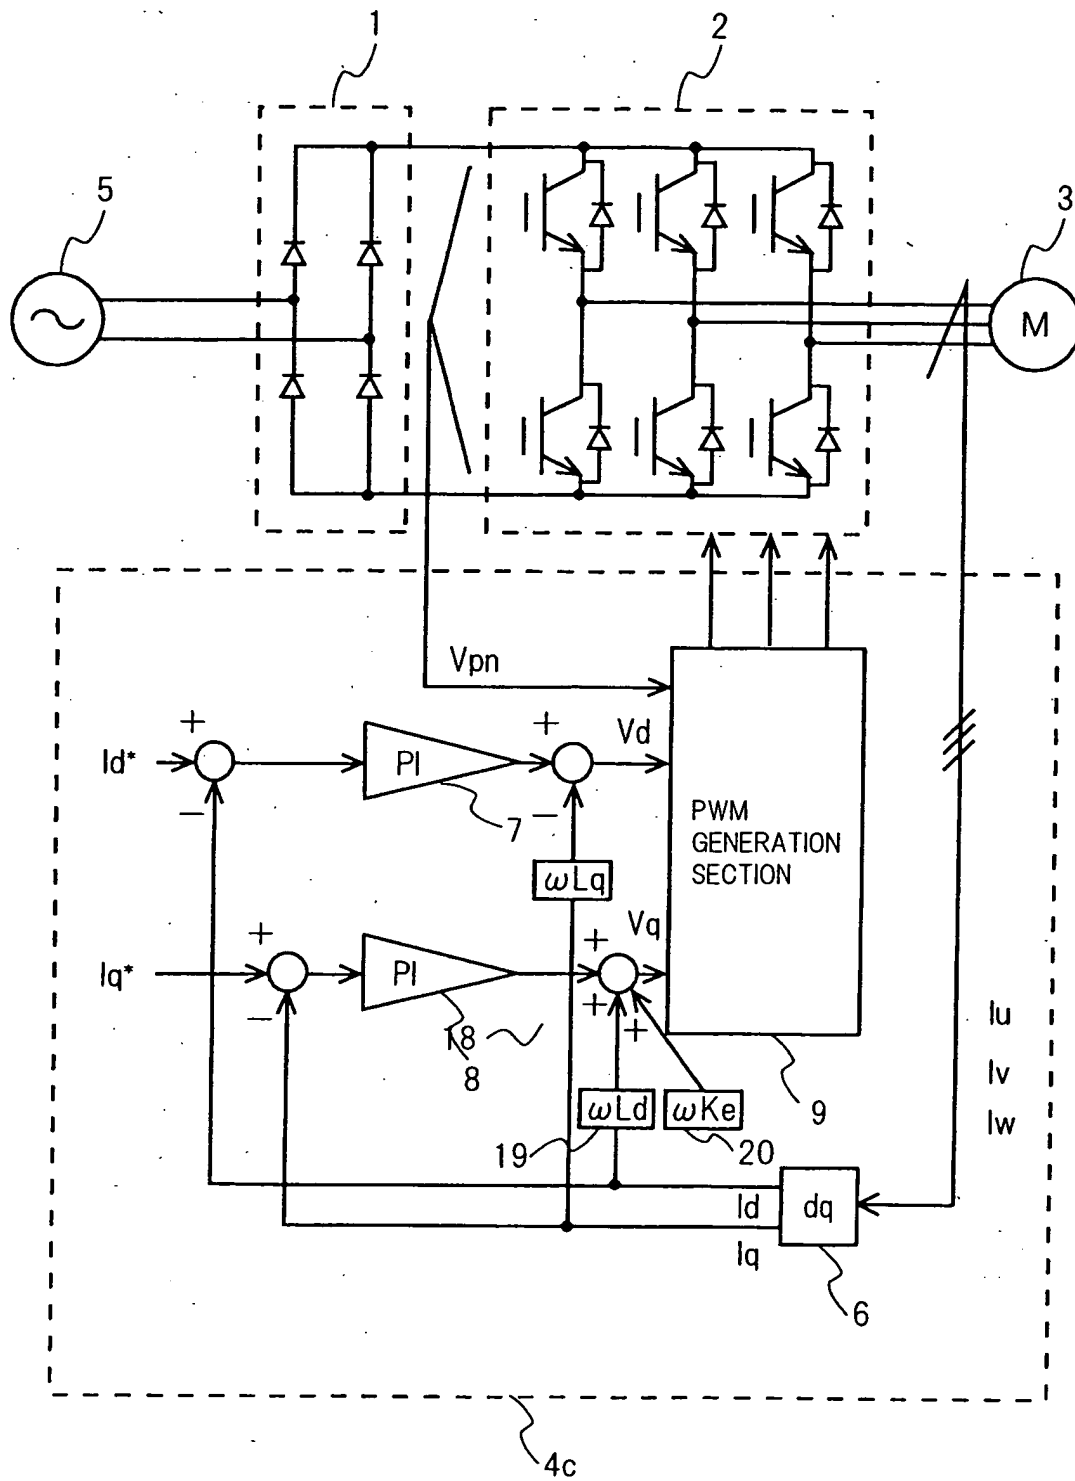 1
2
5
3
M
Vpn
+
+
Id*
PI
Vd
−
7
−
PWM
GENERATION
SECTION
ωLq
Vq
+
+
Iq*
PI
−
+
+
18
8
Iu
Iv
Iw
9
ωLd
ωKe
19
20
Id
dq
Iq
6
4c